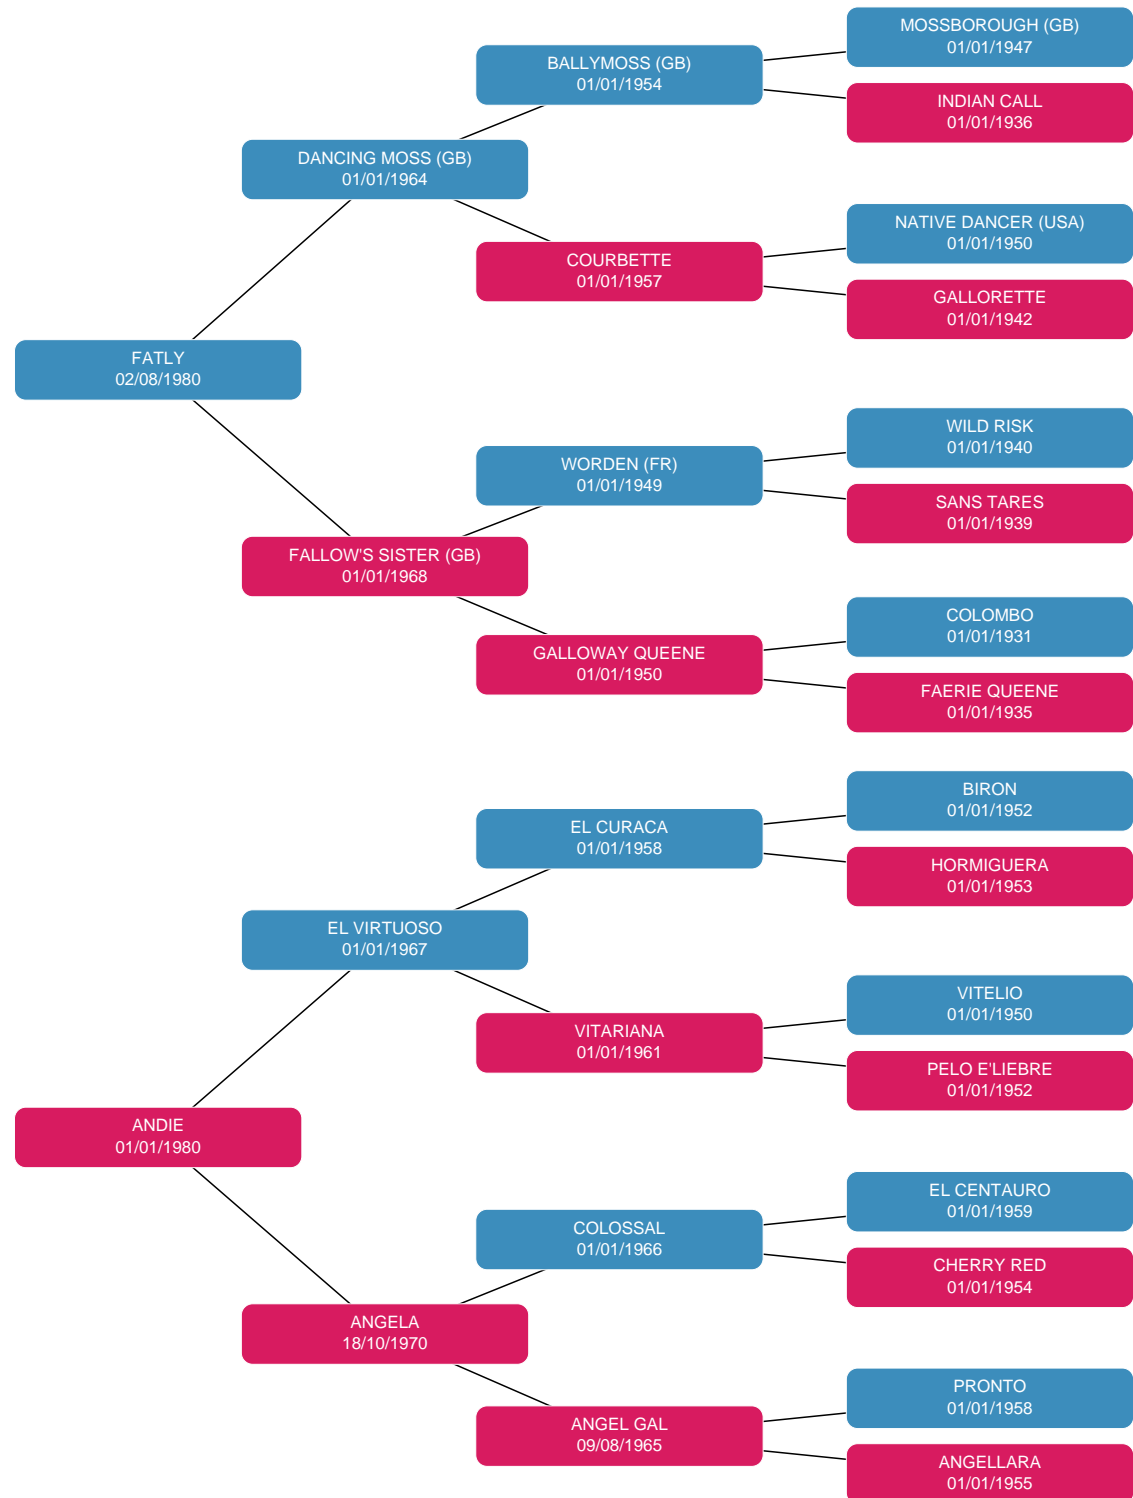 MOSSBOROUGH (GB)
01/01/1947
BALLYMOSS (GB)
01/01/1954
INDIAN CALL
01/01/1936
DANCING MOSS (GB)
01/01/1964
NATIVE DANCER (USA)
01/01/1950
COURBETTE
01/01/1957
GALLORETTE
01/01/1942
FATLY
02/08/1980
WILD RISK
01/01/1940
WORDEN (FR)
01/01/1949
SANS TARES
01/01/1939
FALLOW'S SISTER (GB)
01/01/1968
COLOMBO
01/01/1931
GALLOWAY QUEENE
01/01/1950
FAERIE QUEENE
01/01/1935
BIRON
01/01/1952
EL CURACA
01/01/1958
HORMIGUERA
01/01/1953
EL VIRTUOSO
01/01/1967
VITELIO
01/01/1950
VITARIANA
01/01/1961
PELO E'LIEBRE
01/01/1952
ANDIE
01/01/1980
EL CENTAURO
01/01/1959
COLOSSAL
01/01/1966
CHERRY RED
01/01/1954
ANGELA
18/10/1970
PRONTO
01/01/1958
ANGEL GAL
09/08/1965
ANGELLARA
01/01/1955